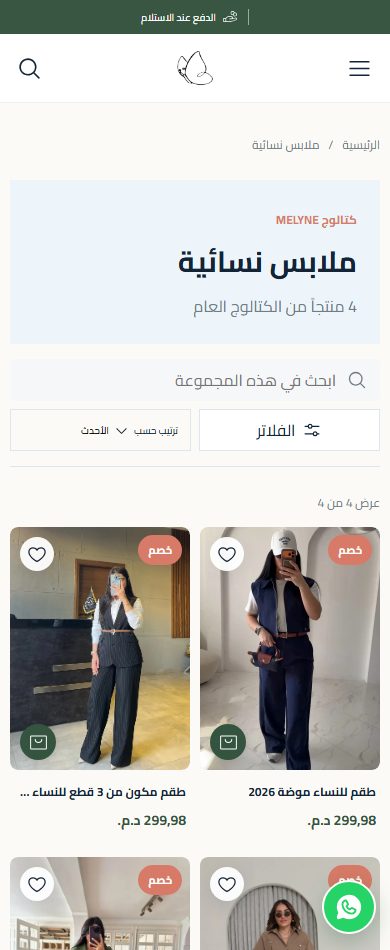 الدفع عند الاستلام
الرئيسية / ملابس نسائية
كتالوج MELYNE
ملابس نسائية
4 منتجاً من الكتالوج العام
ابحث في هذه المجموعة
الفلاتر
ترتيب حسب الأحدث
عرض 4 من 4
خصم
خصم
طقم للنساء موضة 2026
299,98 د.م.
طقم مكون من 3 قطع للنساء ...
299,98 د.م.
خصم
خصم